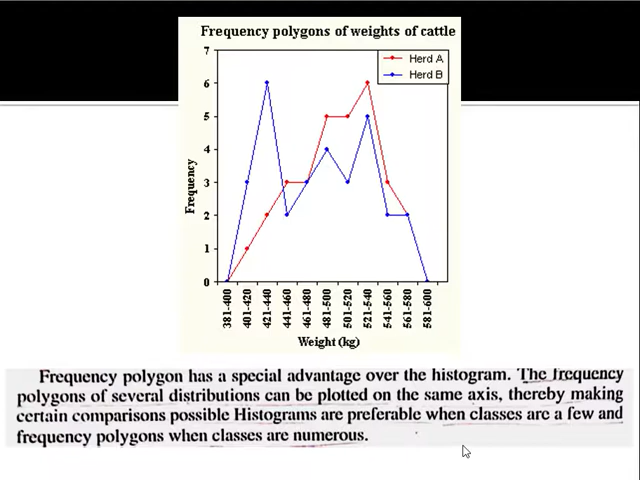 Frequency polygons of weights of cattle
7
Herd A
Herd B
6
5
4
3
2
1
0
Frequency
381-400
401-420
421-440
441-460
461-480
481-500
501-520
521-540
541-560
561-580
581-600
Weight (kg)
Frequency polygon has a special advantage over the histogram. The frequency
polygons of several distributions can be plotted on the same axis, thereby making
certain comparisons possible Histograms are preferable when classes are a few and
frequency polygons when classes are numerous.